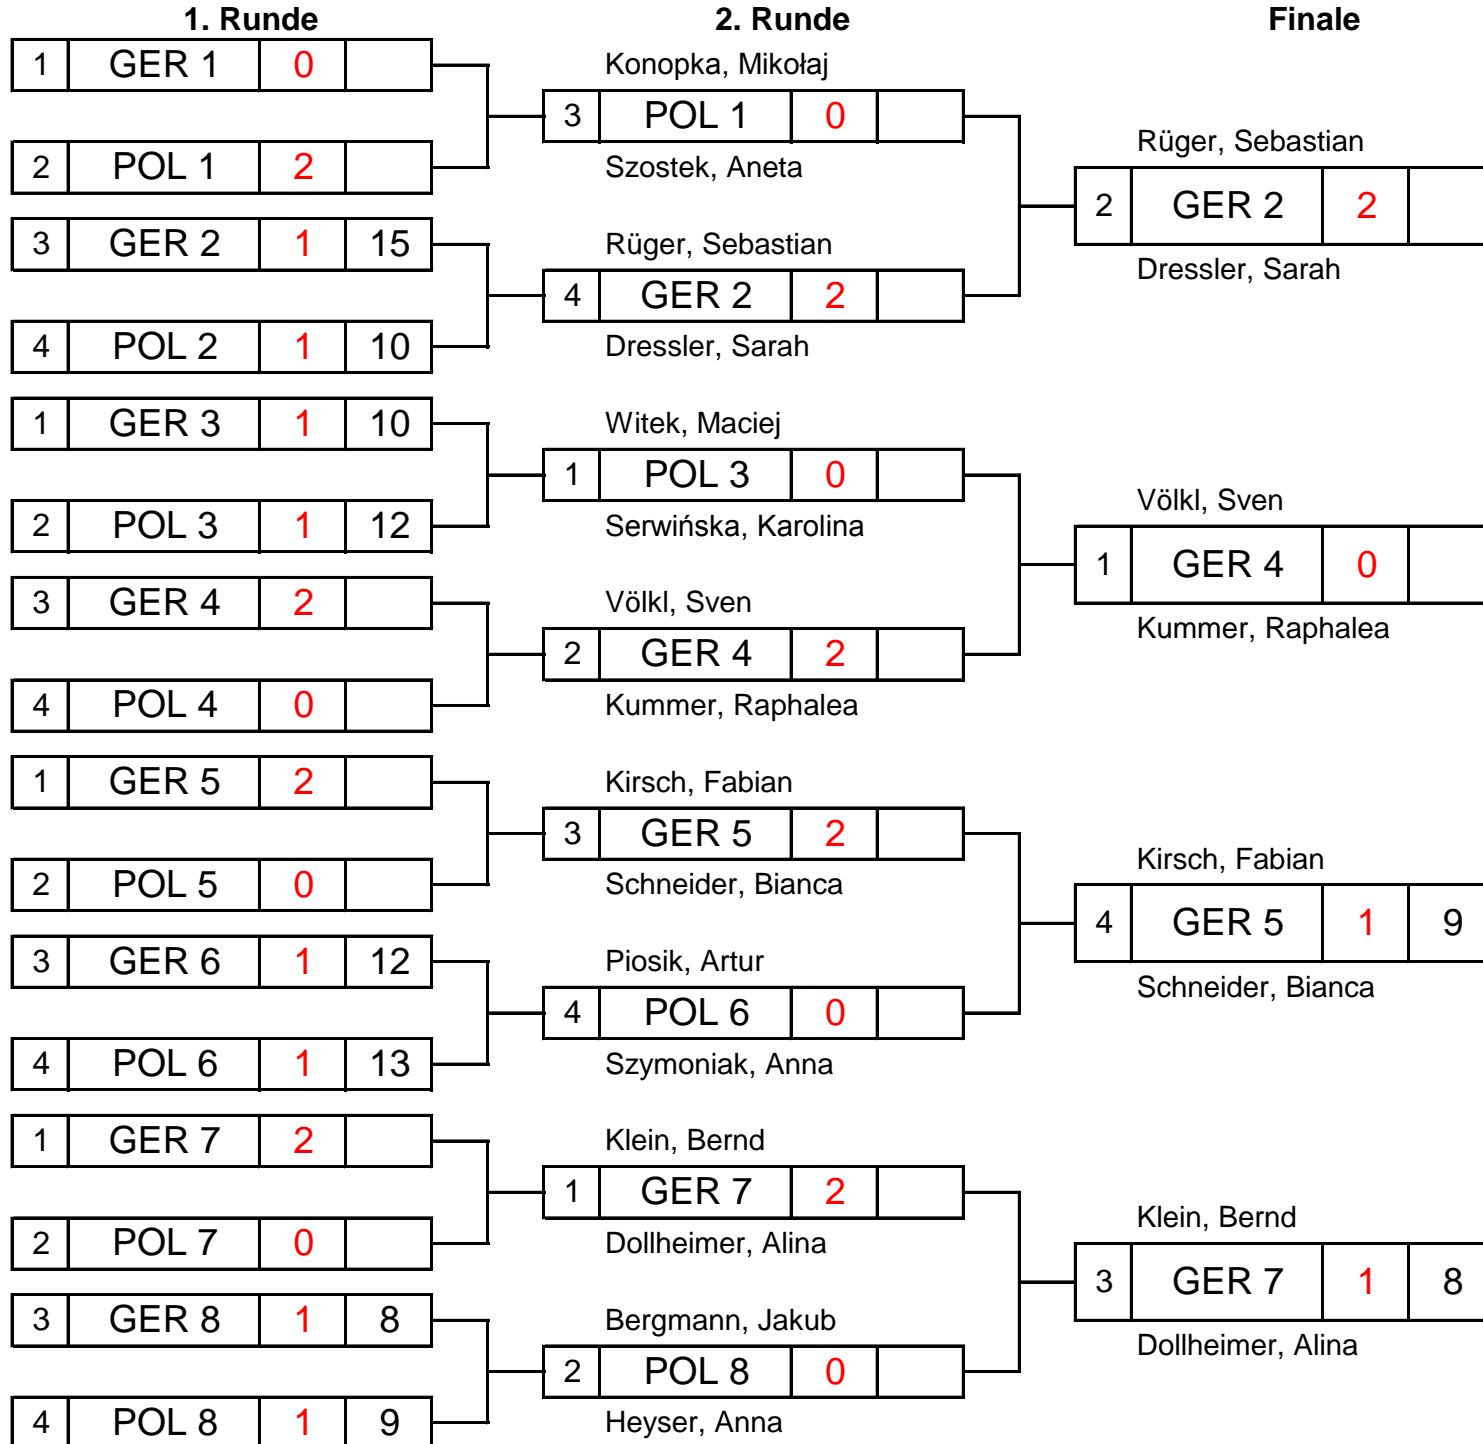 1. Runde
2. Runde
Finale
1 GER 1 0
2 POL 1 2
3 GER 2 1 15
4 POL 2 1 10
1 GER 3 1 10
2 POL 3 1 12
3 GER 4 2
4 POL 4 0
1 GER 5 2
2 POL 5 0
3 GER 6 1 12
4 POL 6 1 13
1 GER 7 2
2 POL 7 0
3 GER 8 1 8
4 POL 8 1 9
Konopka, Mikołaj
3 POL 1 0
Szostek, Aneta
Rüger, Sebastian
4 GER 2 2
Dressler, Sarah
Witek, Maciej
1 POL 3 0
Serwińska, Karolina
Völkl, Sven
2 GER 4 2
Kummer, Raphalea
Kirsch, Fabian
3 GER 5 2
Schneider, Bianca
Piosik, Artur
4 POL 6 0
Szymoniak, Anna
Klein, Bernd
1 GER 7 2
Dollheimer, Alina
Bergmann, Jakub
2 POL 8 0
Heyser, Anna
Rüger, Sebastian
2 GER 2 2
Dressler, Sarah
Völkl, Sven
1 GER 4 0
Kummer, Raphalea
Kirsch, Fabian
4 GER 5 1 9
Schneider, Bianca
Klein, Bernd
3 GER 7 1 8
Dollheimer, Alina